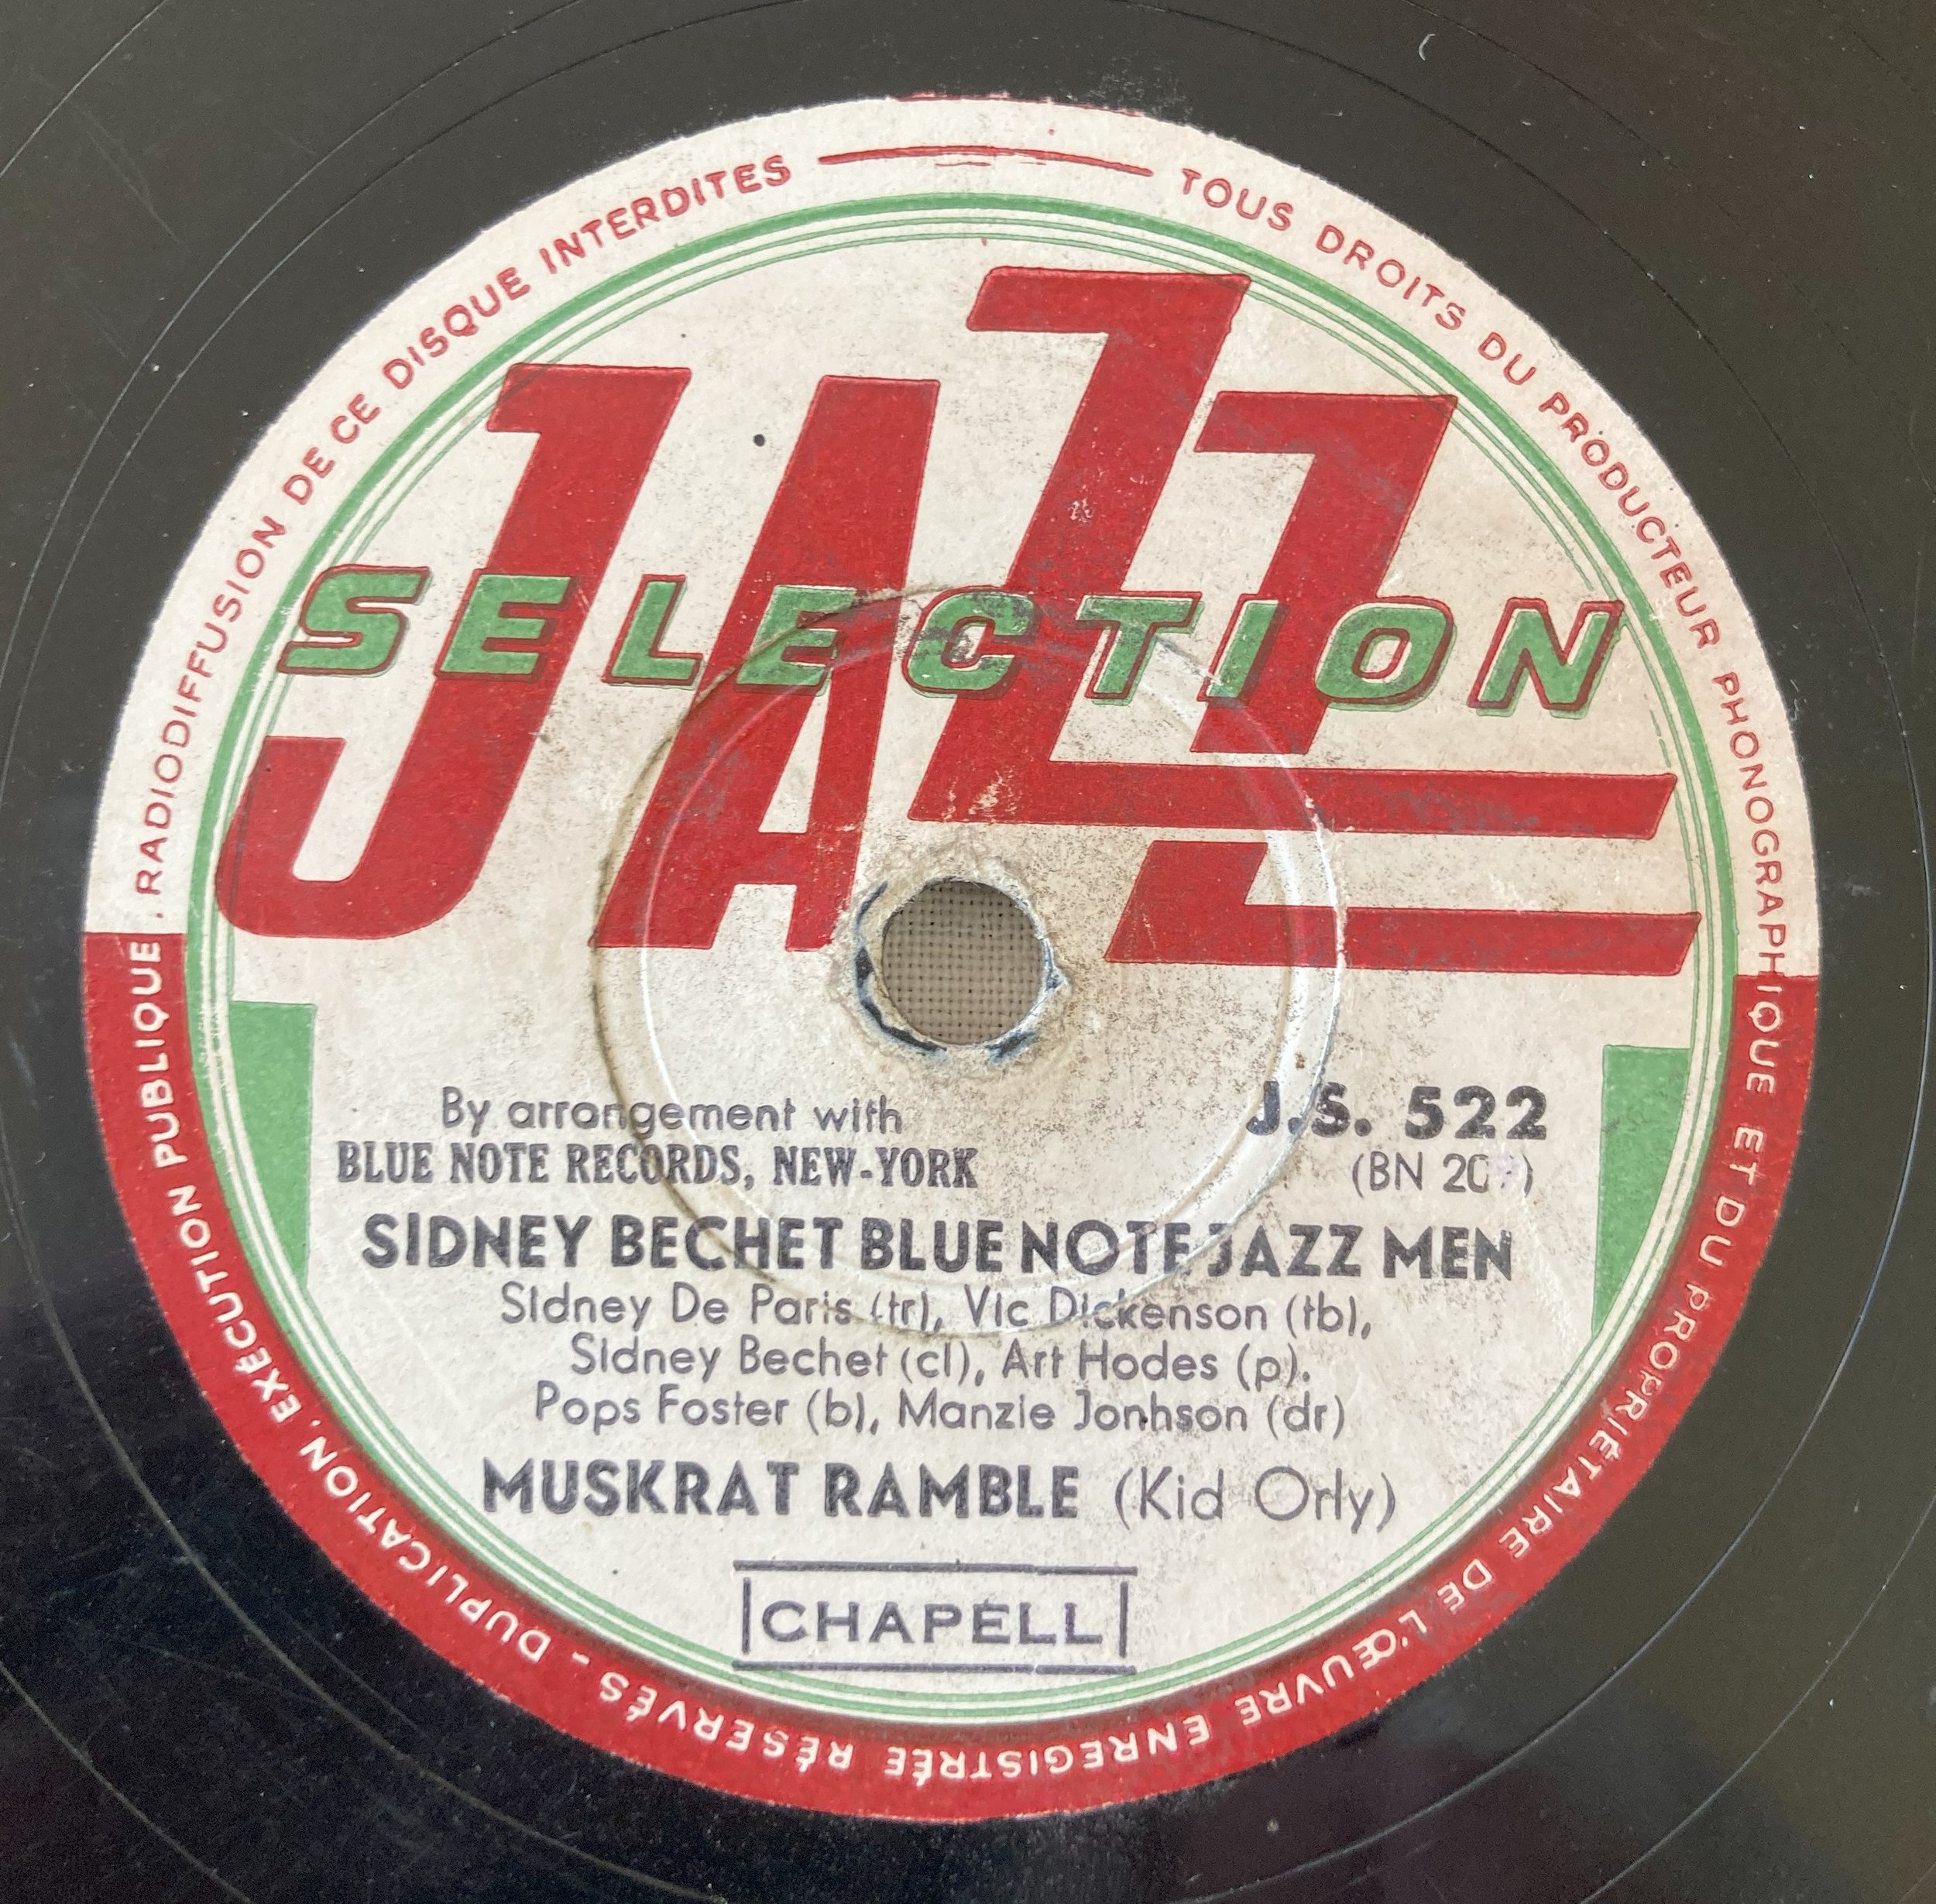 TOUS DROITS DU PRODUCTEUR PHONOGRAPHIQUE ET DU PROPRIÉTAIRE DE L'ŒUVRE ENREGISTRÉE RÉSERVÉS - DUPLICATION, EXÉCUTION PUBLIQUE, RADIODIFFUSION DE CE DISQUE INTERDITES
JAZZ
SELECTION
By arrangement with
BLUE NOTE RECORDS, NEW-YORK
J.S. 522
(BN
SIDNEY BECHET BLUE NOTE JAZZ MEN
Sidney De Paris (tr), Vic Dickenson (tb),
Sidney Bechet (cl), Art Hodes (p).
Pops Foster (b), Manzie Jonhson (dr)
MUSKRAT RAMBLE (Kid Orly)
CHAPELL